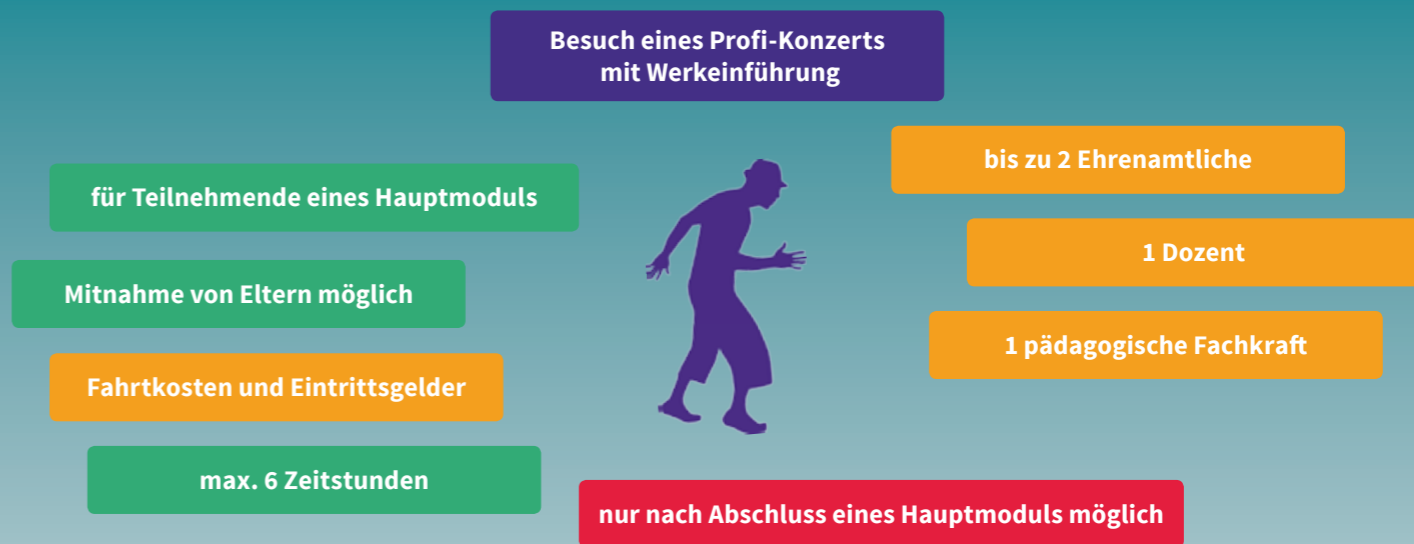 Besuch eines Profi-Konzerts
mit Werkeinführung
für Teilnehmende eines Hauptmoduls
Mitnahme von Eltern möglich
Fahrtkosten und Eintrittsgelder
max. 6 Zeitstunden
bis zu 2 Ehrenamtliche
1 Dozent
1 pädagogische Fachkraft
nur nach Abschluss eines Hauptmoduls möglich